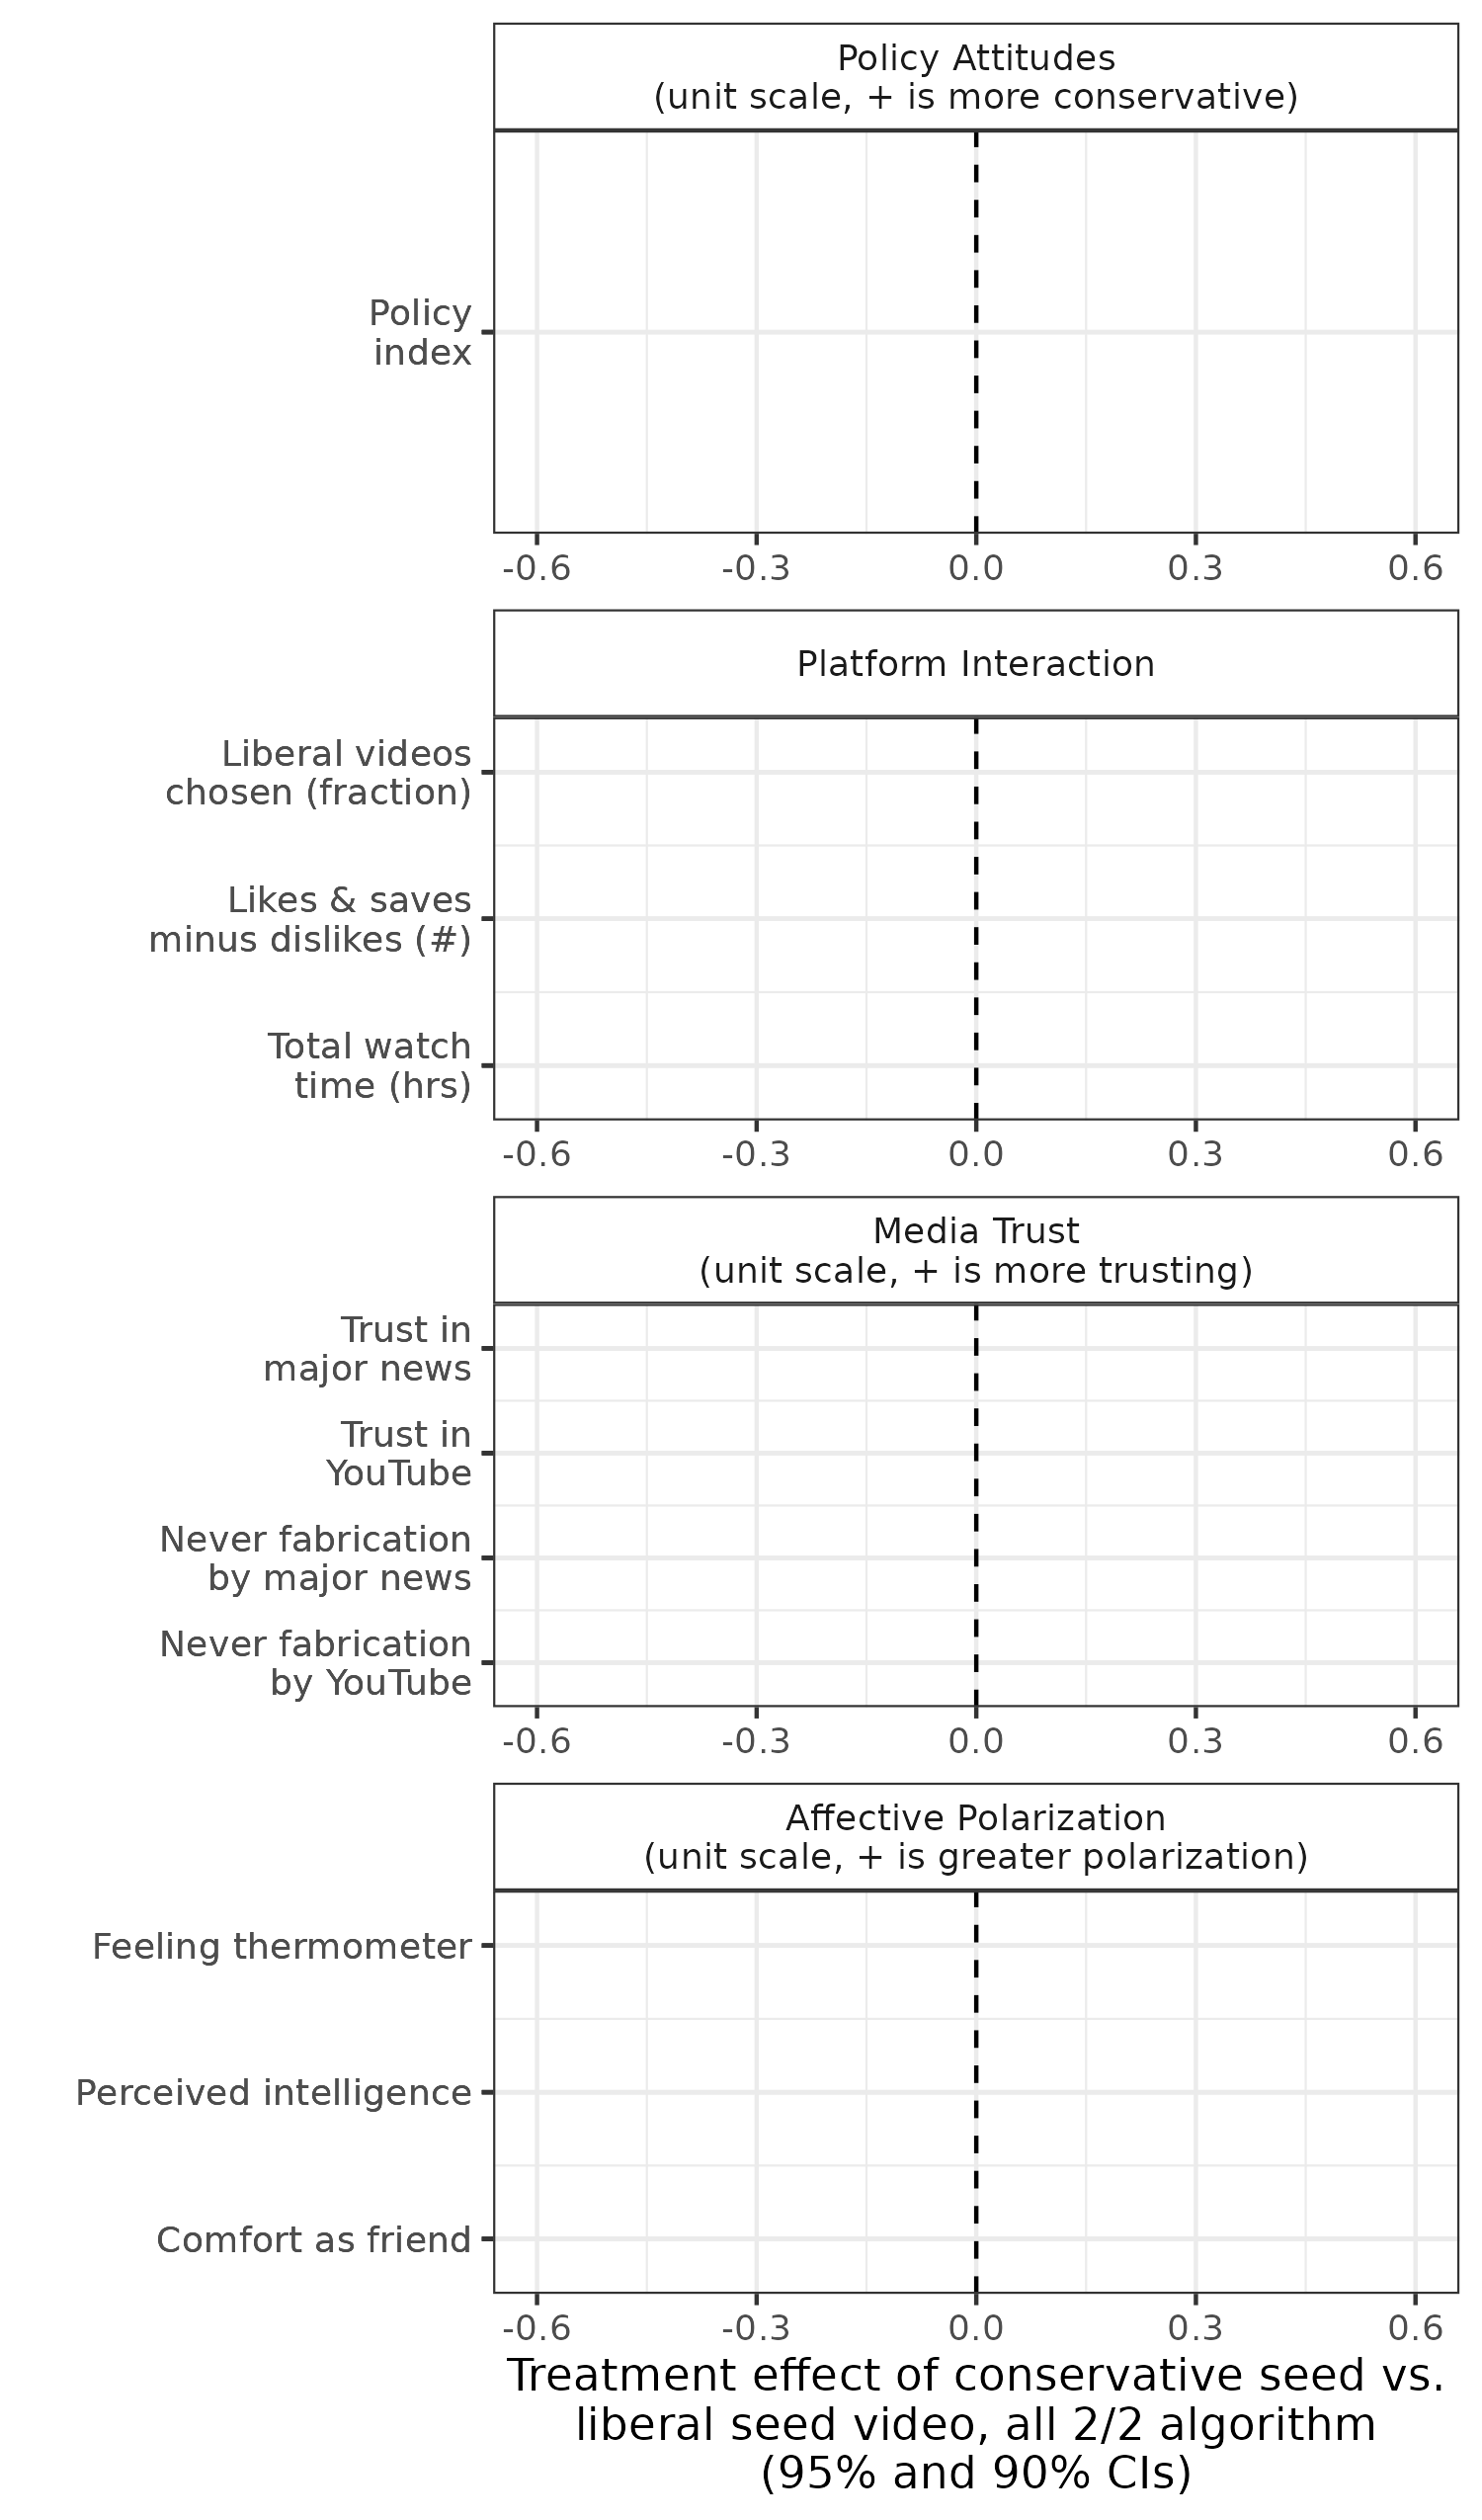 Policy Attitudes
(unit scale, + is more conservative)
Policy
index
-0.6 -0.3 0.0 0.3 0.6
Platform Interaction
Liberal videos
chosen (fraction)
Likes & saves
minus dislikes (#)
Total watch
time (hrs)
-0.6 -0.3 0.0 0.3 0.6
Media Trust
(unit scale, + is more trusting)
Trust in
major news
Trust in
YouTube
Never fabrication
by major news
Never fabrication
by YouTube
-0.6 -0.3 0.0 0.3 0.6
Affective Polarization
(unit scale, + is greater polarization)
Feeling thermometer
Perceived intelligence
Comfort as friend
-0.6 -0.3 0.0 0.3 0.6
Treatment effect of conservative seed vs.
liberal seed video, all 2/2 algorithm
(95% and 90% CIs)